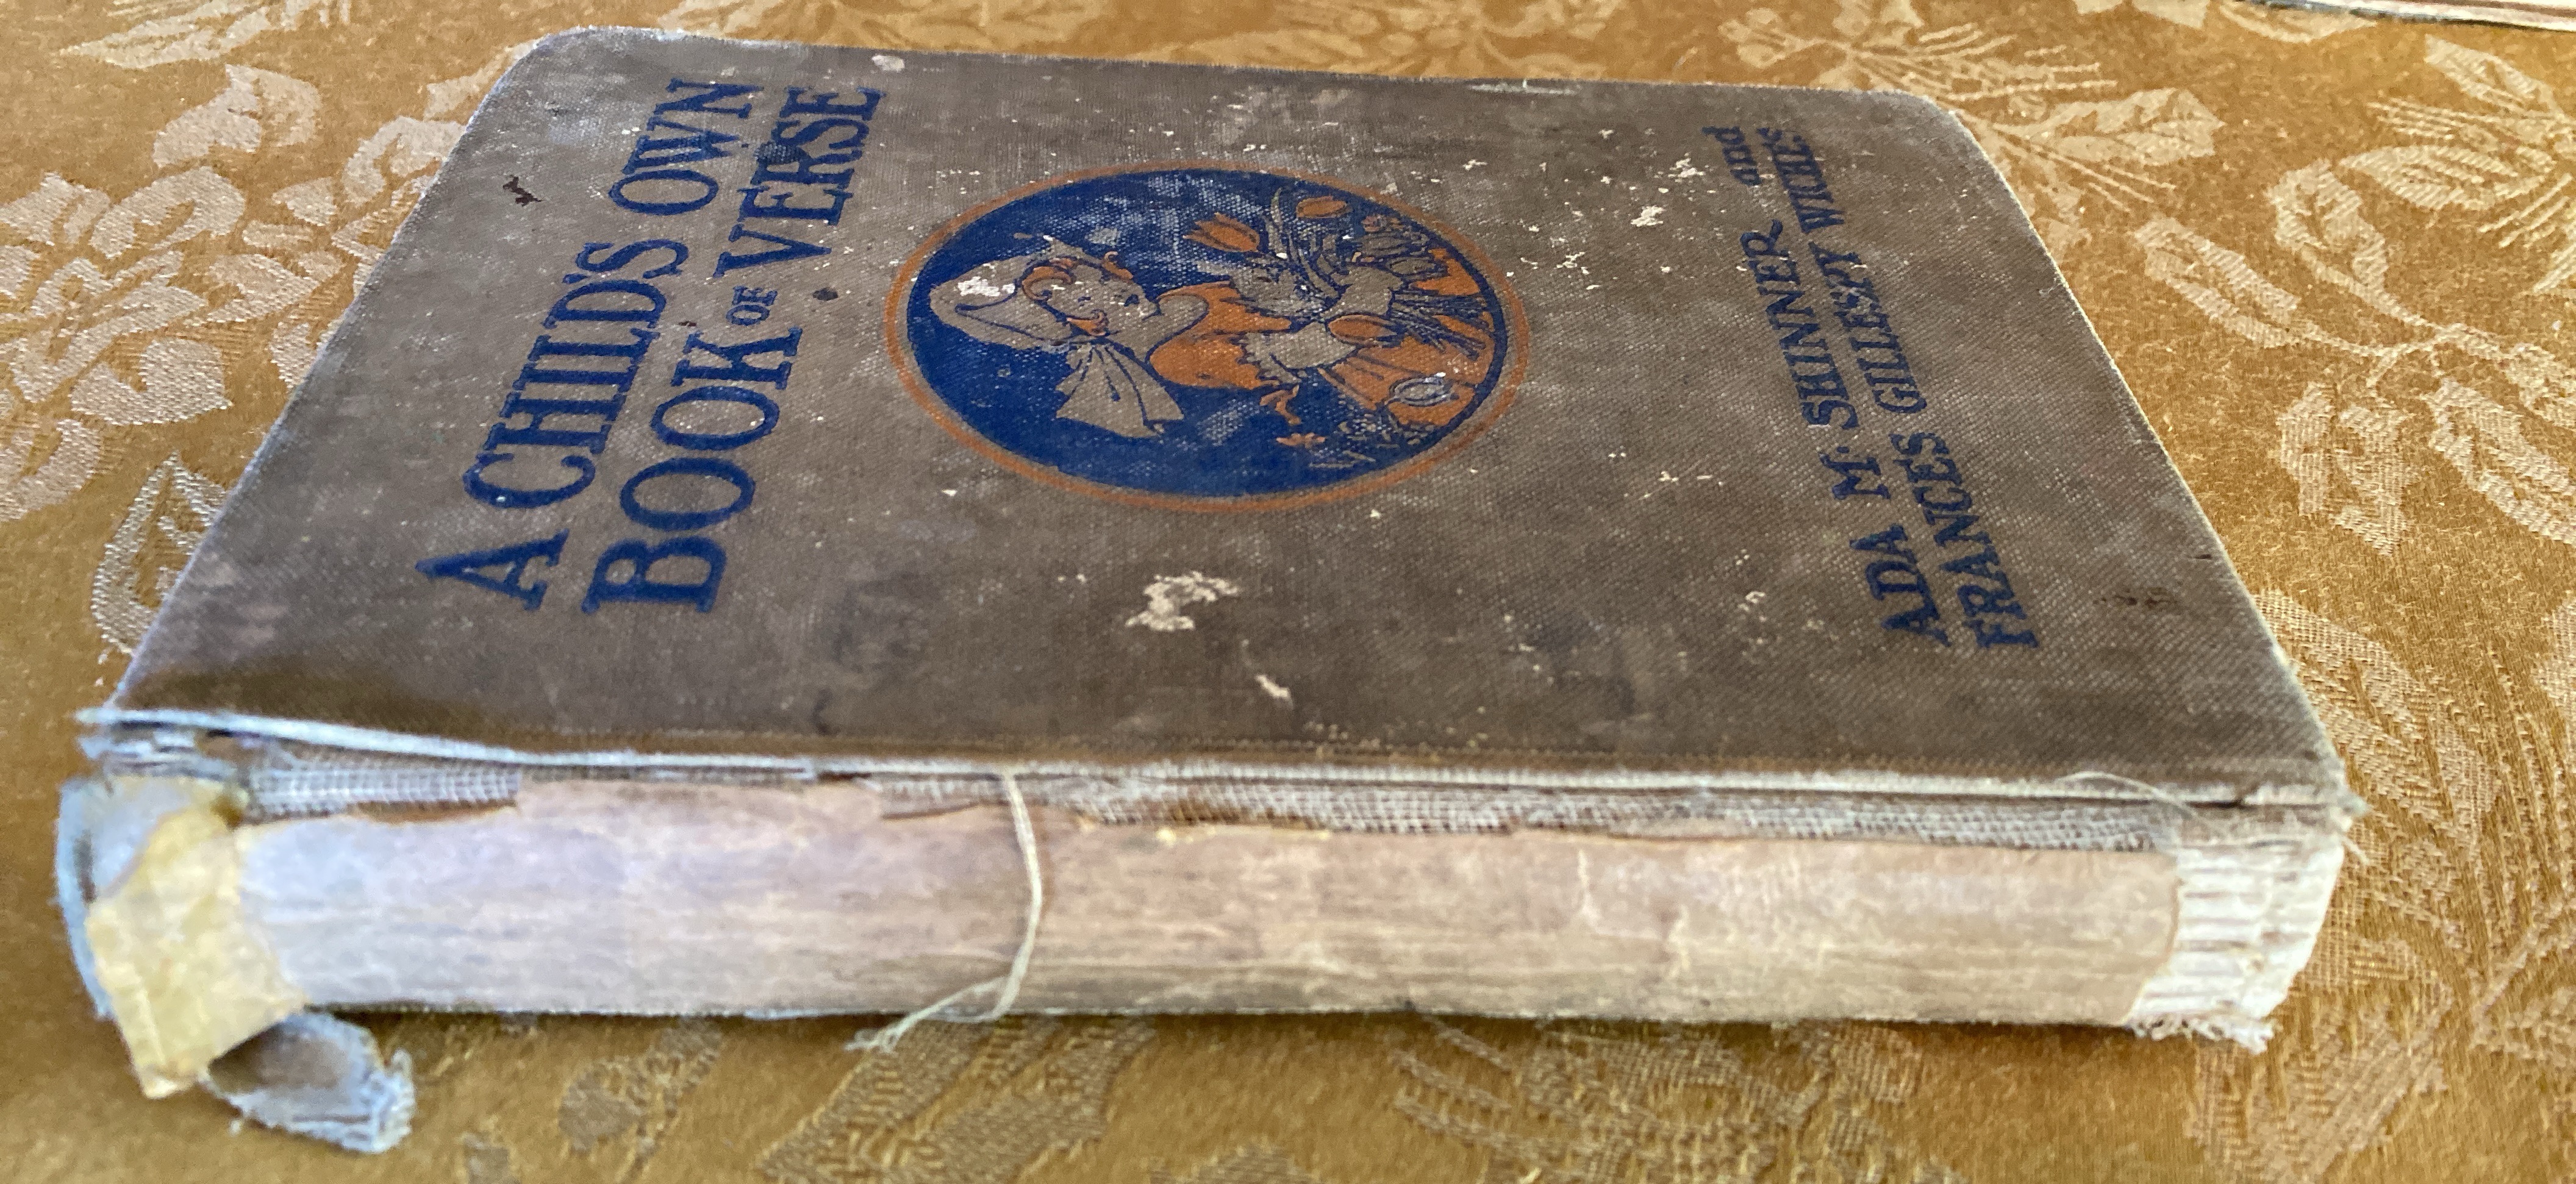 A CHILD'S OWN
BOOK OF VERSE
ADA M. SKINNER and
FRANCES GILLESPY WICKES